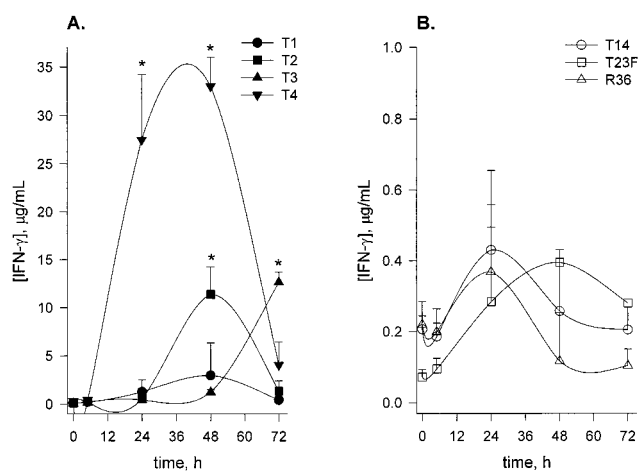 A.
T1
T2
T3
T4
[IFN-γ], µg/mL
35
30
25
20
15
10
5
0
* * * *
0 12 24 36 48 60 72
time, h
B.
T14
T23F
R36
[IFN-γ], µg/mL
1.0
0.8
0.6
0.4
0.2
0.0
0 12 24 36 48 60 72
time, h